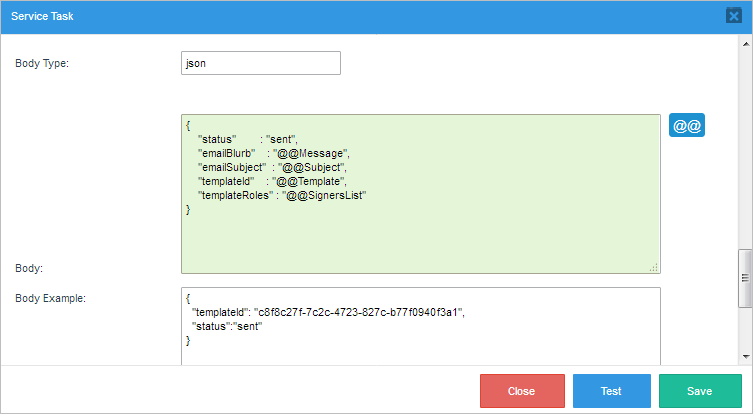 Service Task
Body Type:
json
{
"status" : "sent",
"emailBlurb" : "@@Message",
"emailSubject" : "@@Subject",
"templateId" : "@@Template",
"templateRoles" : "@@SignersList"
}
@@
Body:
Body Example:
{
"templateId": "c8f8c27f-7c2c-4723-827c-b77f0940f3a1",
"status":"sent"
}
Close
Test
Save